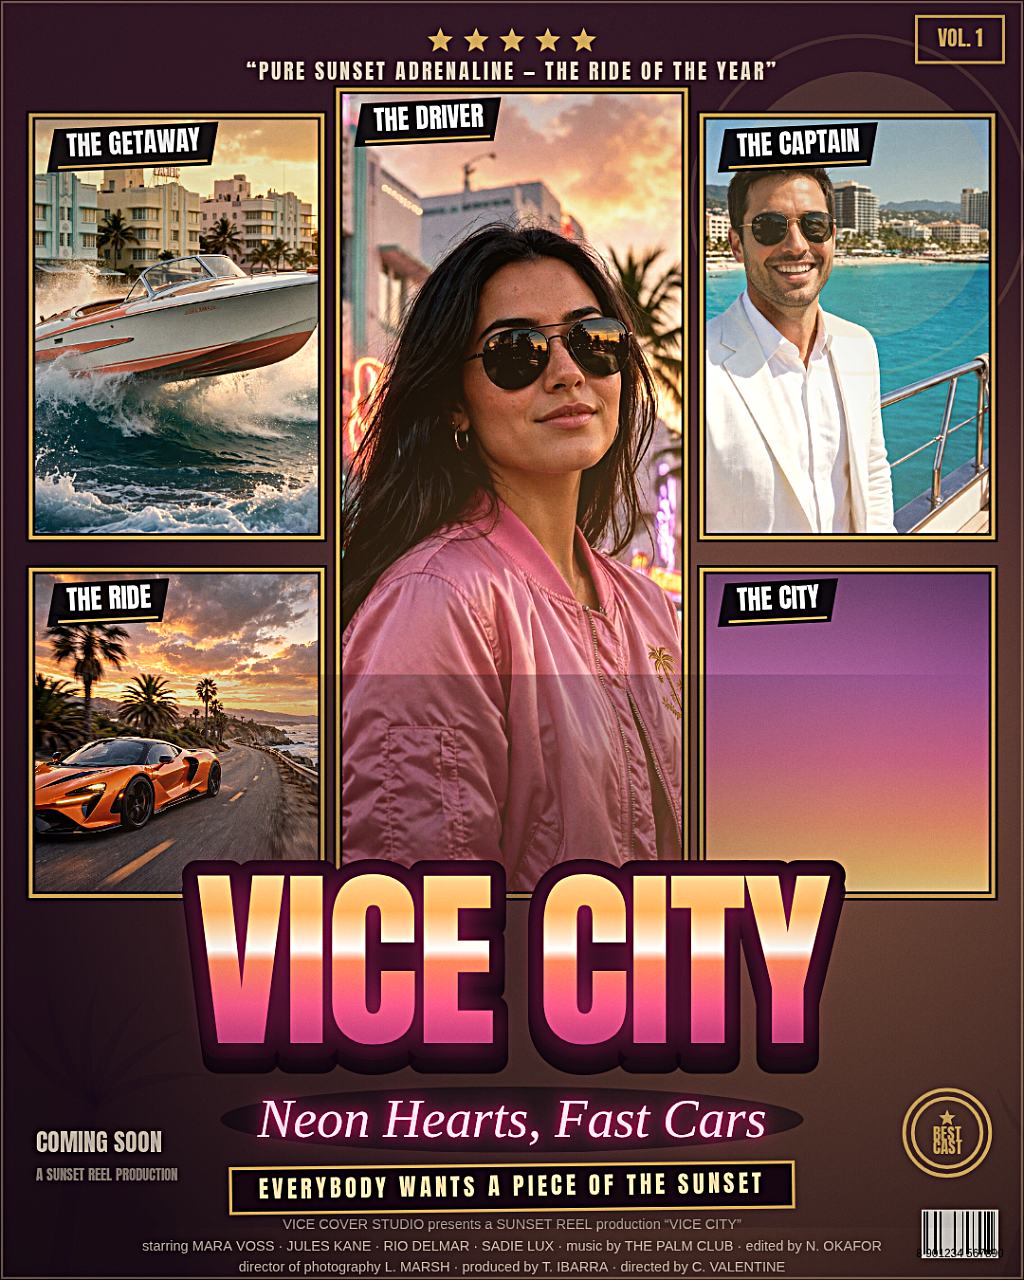 VOL. 1
“PURE SUNSET ADRENALINE – THE RIDE OF THE YEAR”
THE GETAWAY
THE DRIVER
THE CAPTAIN
THE RIDE
THE CITY
VICE CITY
Neon Hearts, Fast Cars
COMING SOON
A SUNSET REEL PRODUCTION
BEST
CAST
EVERYBODY WANTS A PIECE OF THE SUNSET
VICE COVER STUDIO presents a SUNSET REEL production “VICE CITY”
starring MARA VOSS · JULES KANE · RIO DELMAR · SADIE LUX · music by THE PALM CLUB · edited by N. OKAFOR
director of photography L. MARSH · produced by T. IBARRA · directed by C. VALENTINE